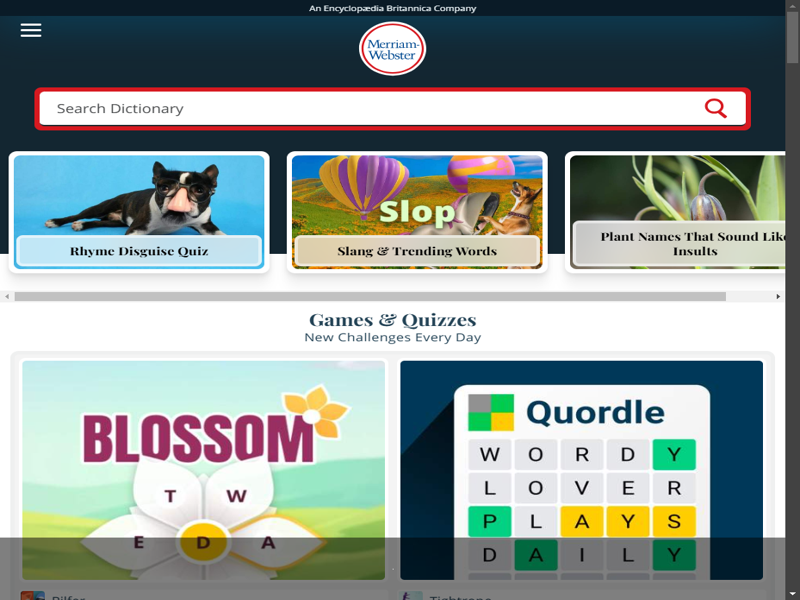 An Encyclopædia Britannica Company
Merriam-
Webster
Search Dictionary
Slop
Rhyme Disguise Quiz
Slang & Trending Words
Plant Names That Sound Like
Insults
Games & Quizzes
New Challenges Every Day
BLOSSOM
T W
E D A
Quordle
W O R D Y
L O V E R
P L A Y S
D A I L Y
Pilfer
Tightrope